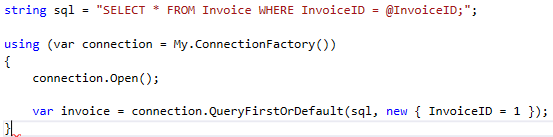 string sql = "SELECT * FROM Invoice WHERE InvoiceID = @InvoiceID;";
using (var connection = My.ConnectionFactory())
{
connection.Open();
var invoice = connection.QueryFirstOrDefault(sql, new { InvoiceID = 1 });
}